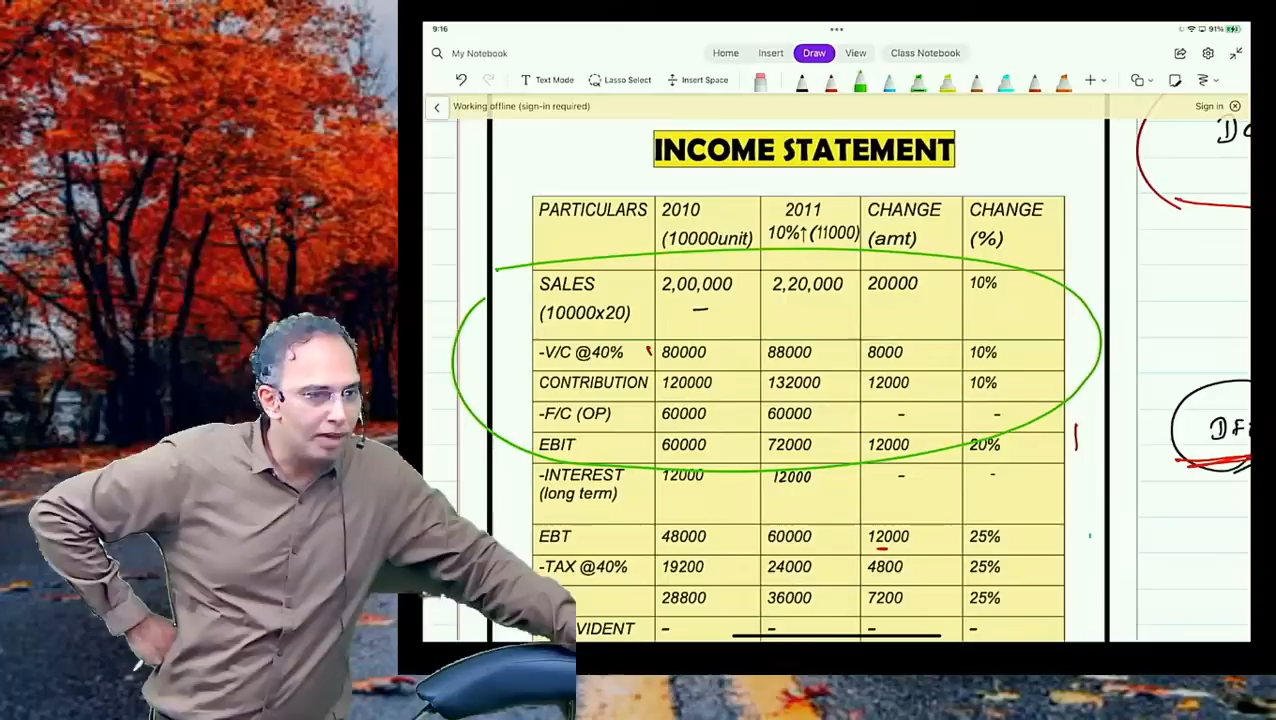 9:16
91%
My Notebook
Home Insert Draw View Class Notebook
Text Mode Lasso Select Insert Space
Working offline (sign-in required)
Sign in
INCOME STATEMENT
PARTICULARS 2010 2011 CHANGE CHANGE
(10000unit) 10%↑(11000) (amt) (%)
SALES 2,00,000 2,20,000 20000 10%
(10000x20)
-V/C @40% 80000 88000 8000 10%
CONTRIBUTION 120000 132000 12000 10%
-F/C (OP) 60000 60000 - -
EBIT 60000 72000 12000 20%
-INTEREST 12000 12000 - -
(long term)
EBT 48000 60000 12000 25%
-TAX @40% 19200 24000 4800 25%
28800 36000 7200 25%
VIDENT - - - -